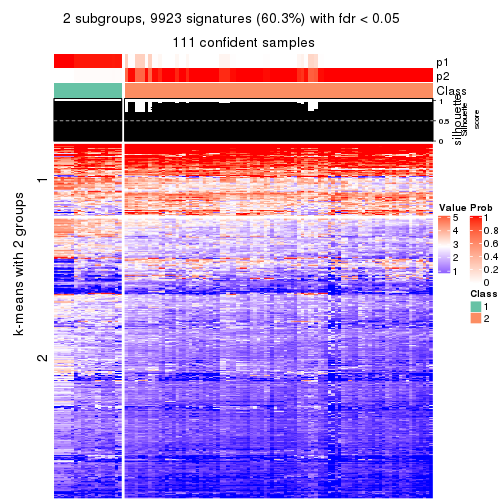 2 subgroups, 9923 signatures (60.3%) with fdr < 0.05
111 confident samples
p1
p2
Class
1
0.5
0
silhouette
Silhouette
score
k-means with 2 groups
1
2
Value
5
4
3
2
1
Prob
1
0.8
0.6
0.4
0.2
0
Class
1
2